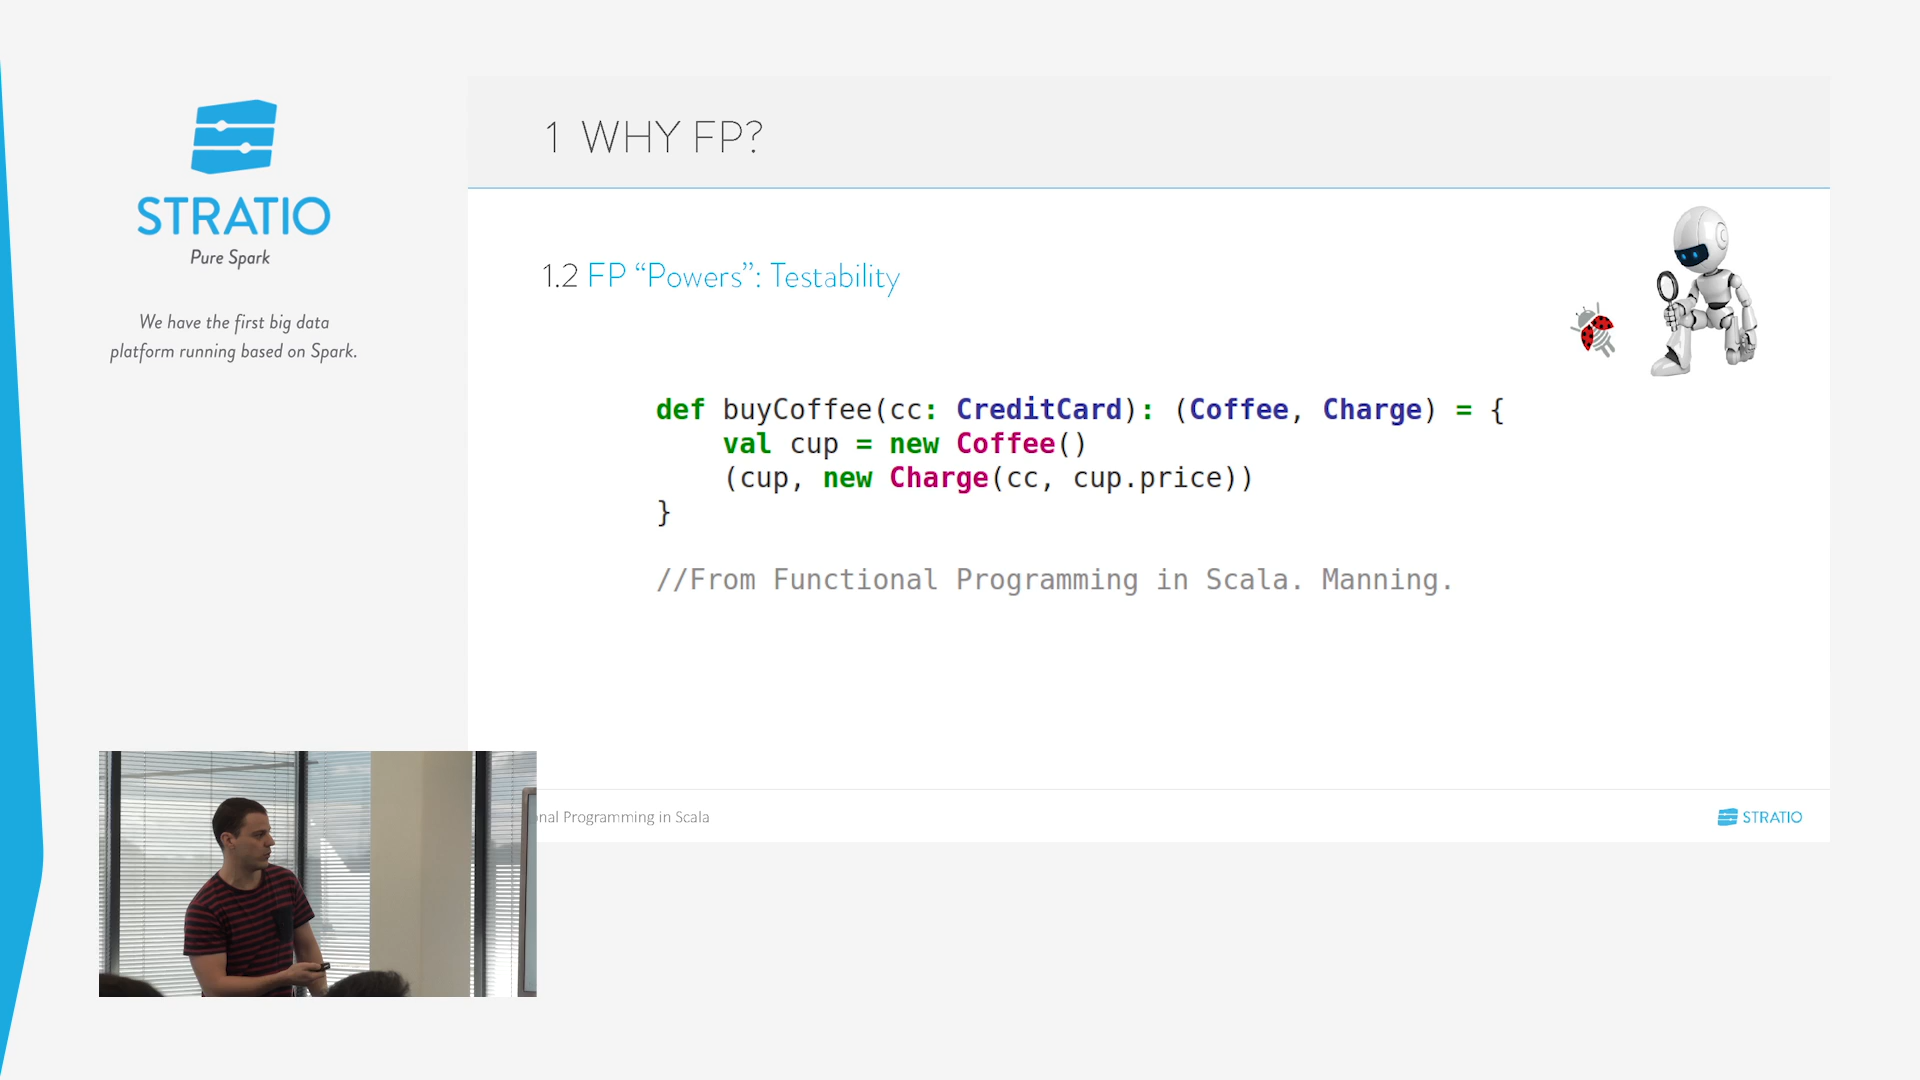 STRATIO
Pure Spark
We have the first big data
platform running based on Spark.
1 WHY FP?
1.2 FP “Powers”: Testability
def buyCoffee(cc: CreditCard): (Coffee, Charge) = {
val cup = new Coffee()
(cup, new Charge(cc, cup.price))
}
//From Functional Programming in Scala. Manning.
nal Programming in Scala
STRATIO